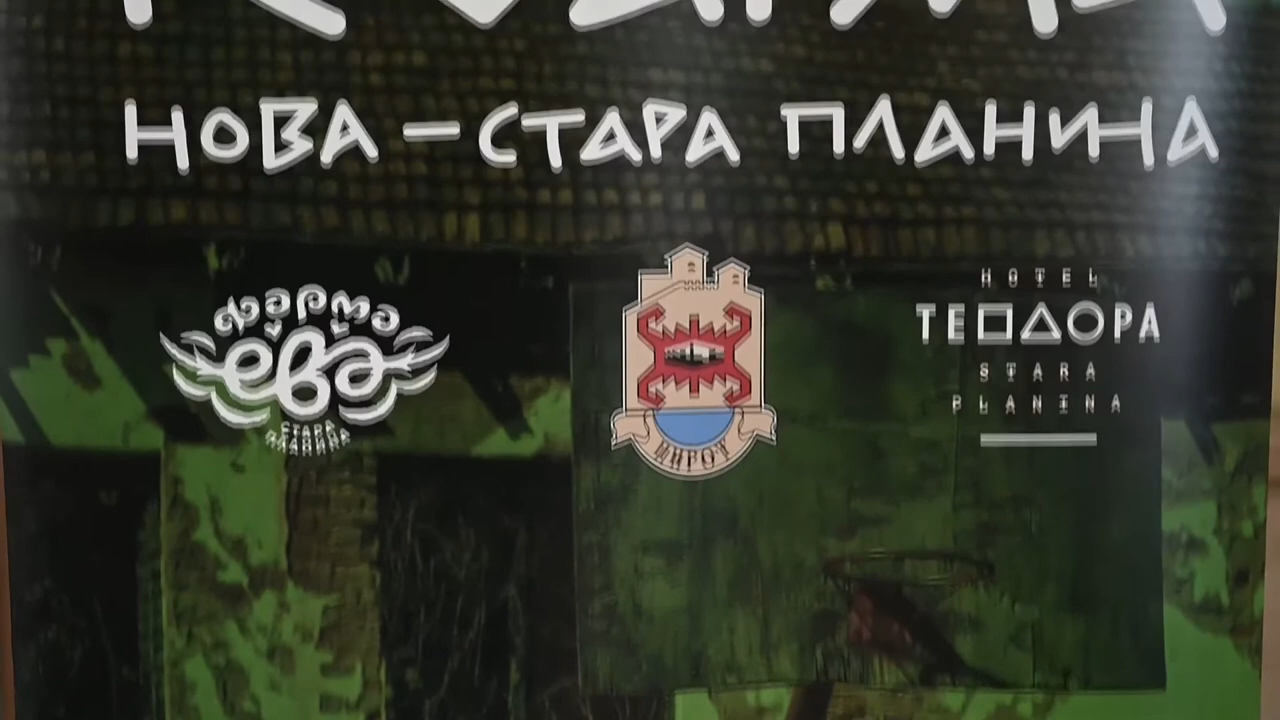 НОВА – СТАРА ПЛАНИНА
фарма
ева
СТАРА
ПЛАНИНА
ПИРОТ
HOTEL
ТЕОДОРА
STARA
PLANINA